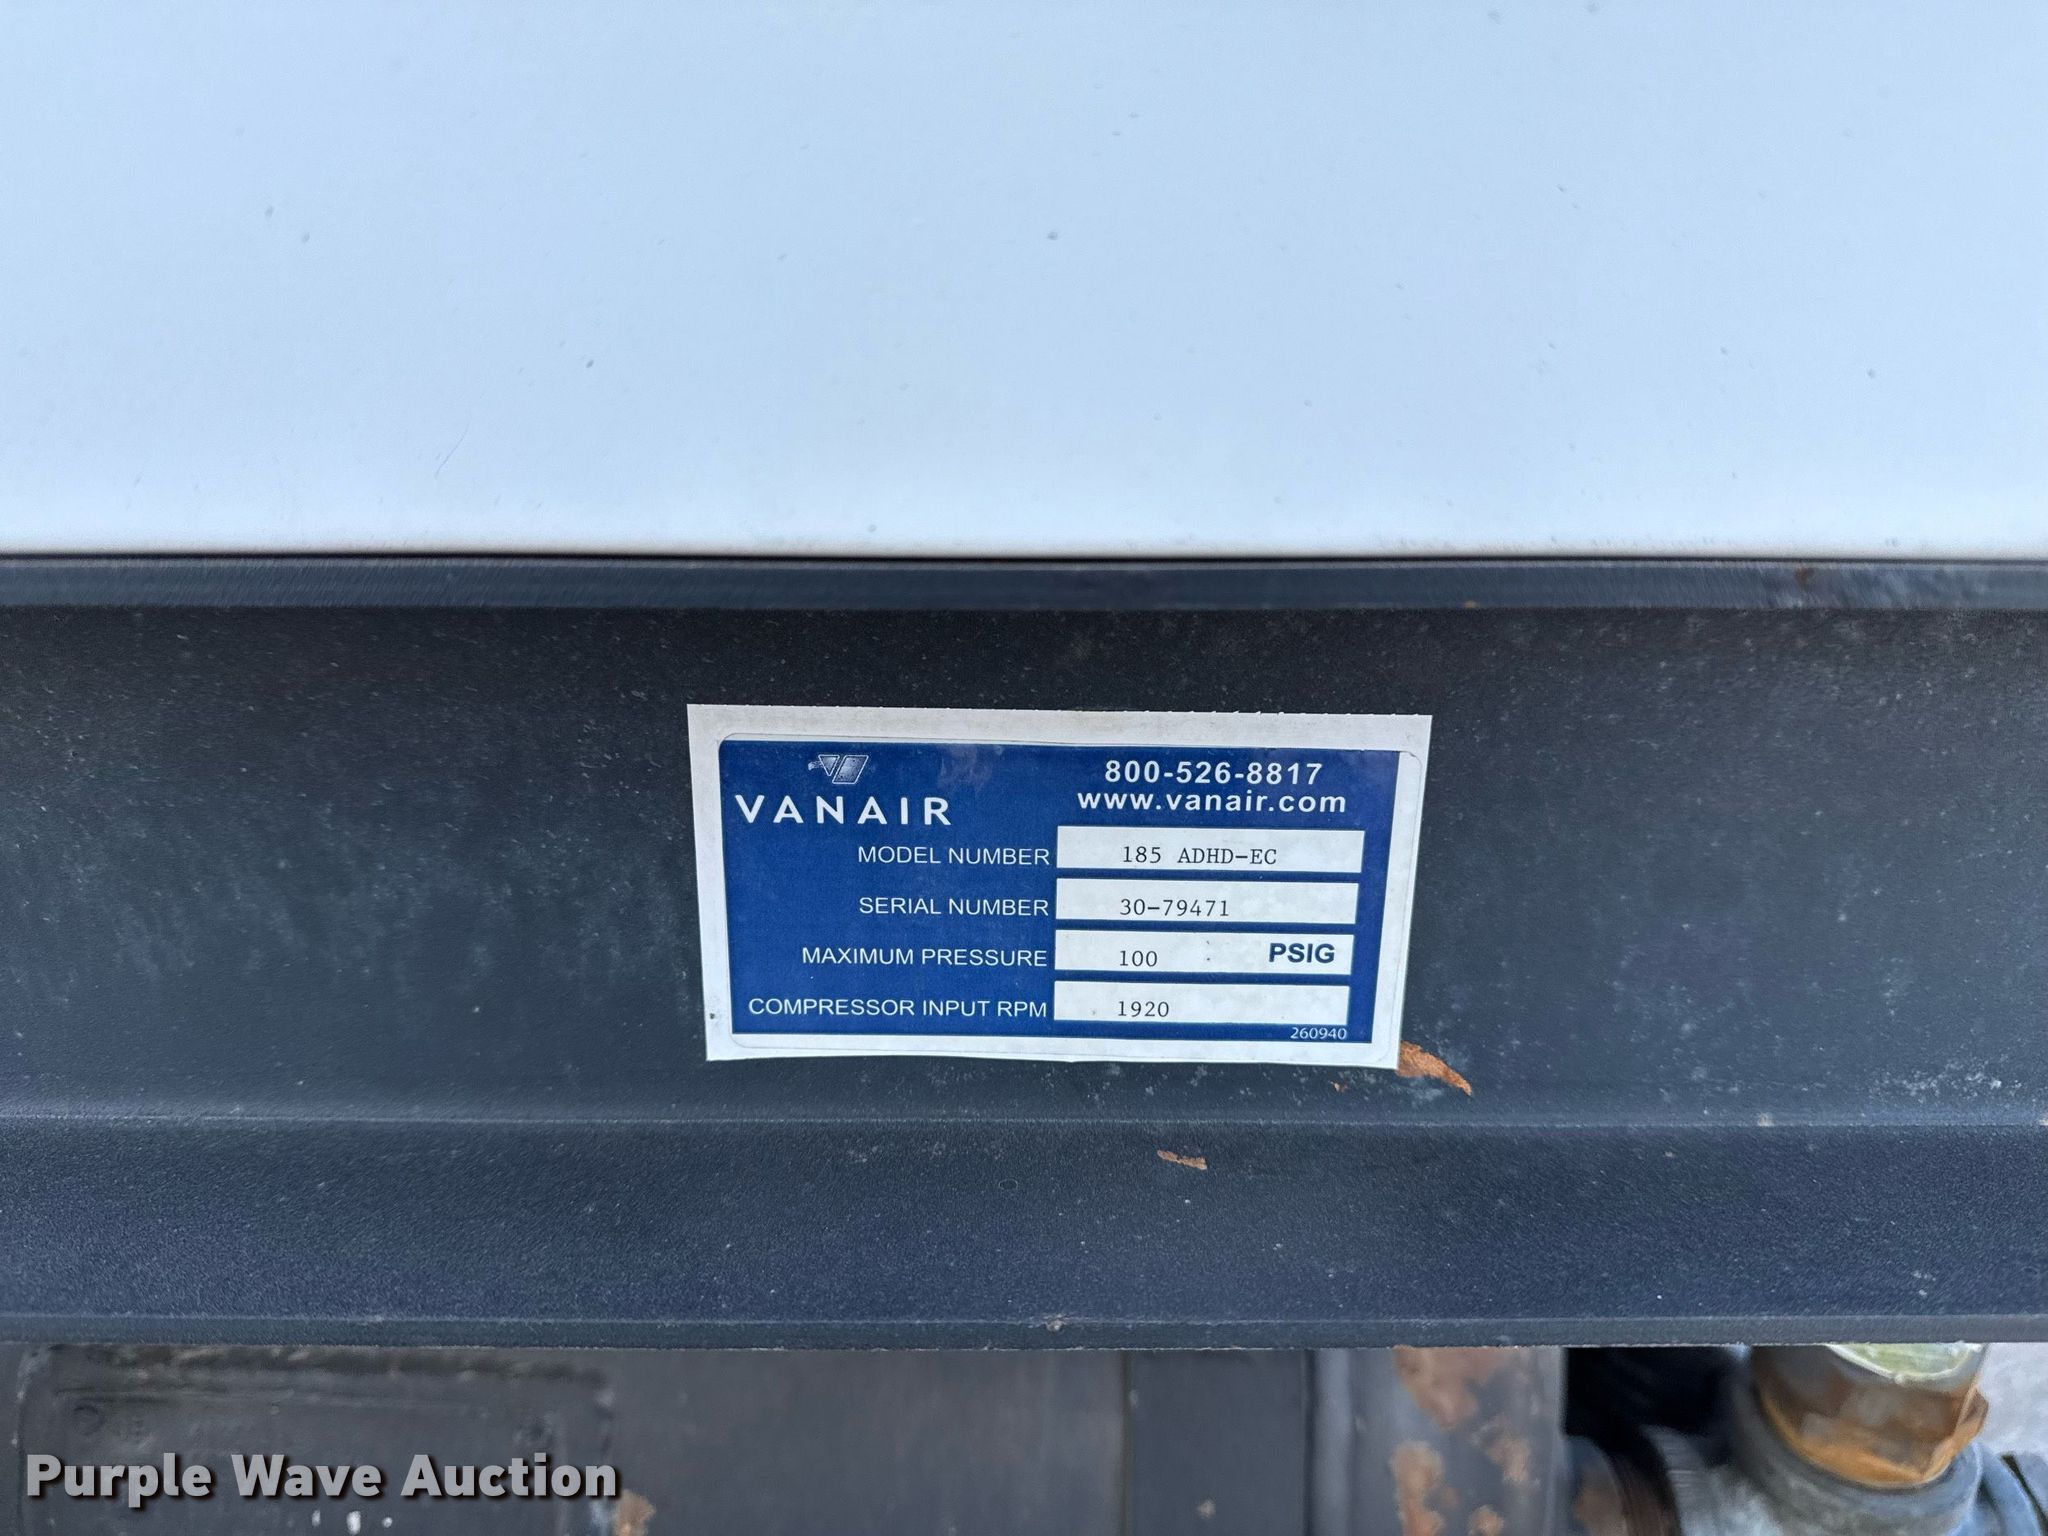 VANAIR
800-526-8817
www.vanair.com
MODEL NUMBER 185 ADHD-EC
SERIAL NUMBER 30-79471
MAXIMUM PRESSURE 100 PSIG
COMPRESSOR INPUT RPM 1920
260940
Purple Wave Auction